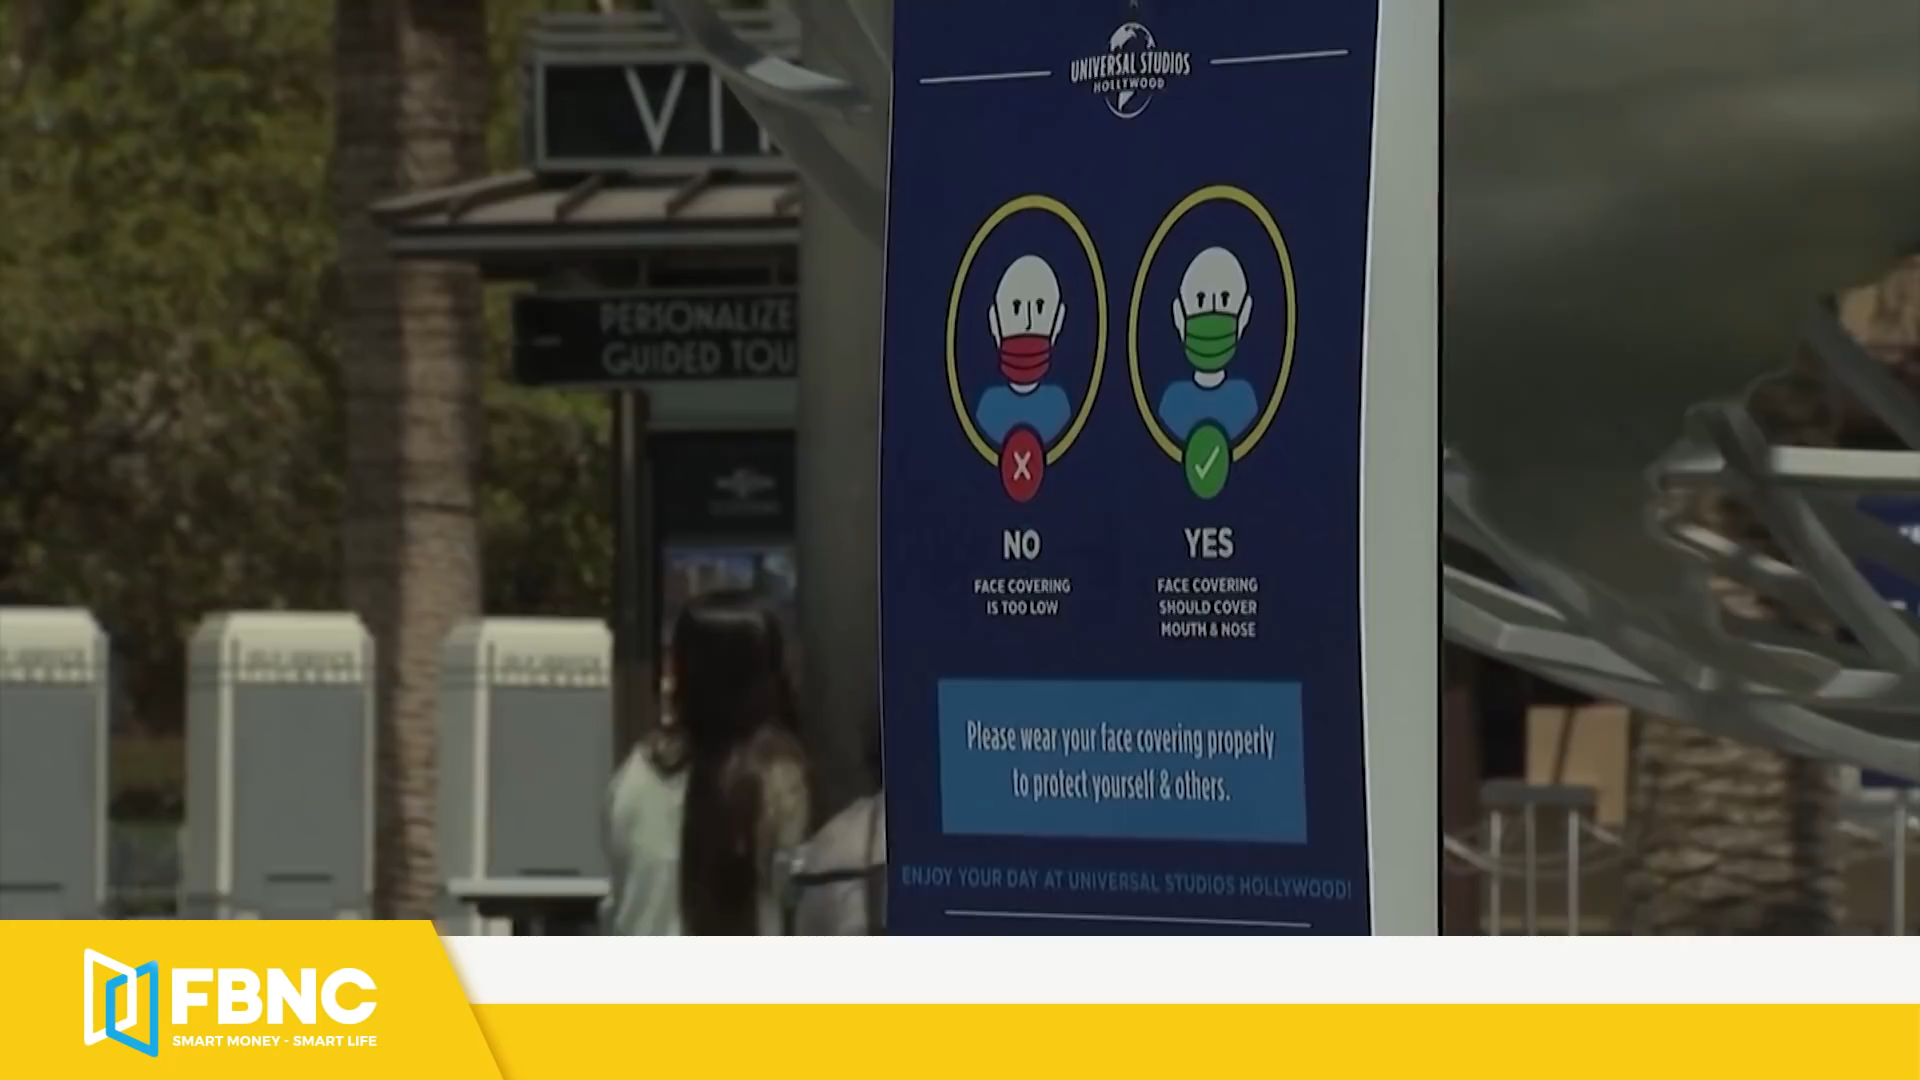 UNIVERSAL STUDIOS
HOLLYWOOD
PERSONALIZE
GUIDED TOU
X
NO
YES
FACE COVERING
IS TOO LOW
FACE COVERING
SHOULD COVER
MOUTH & NOSE
Please wear your face covering properly
to protect yourself & others.
ENJOY YOUR DAY AT UNIVERSAL STUDIOS HOLLYWOOD!
FBNC
SMART MONEY - SMART LIFE